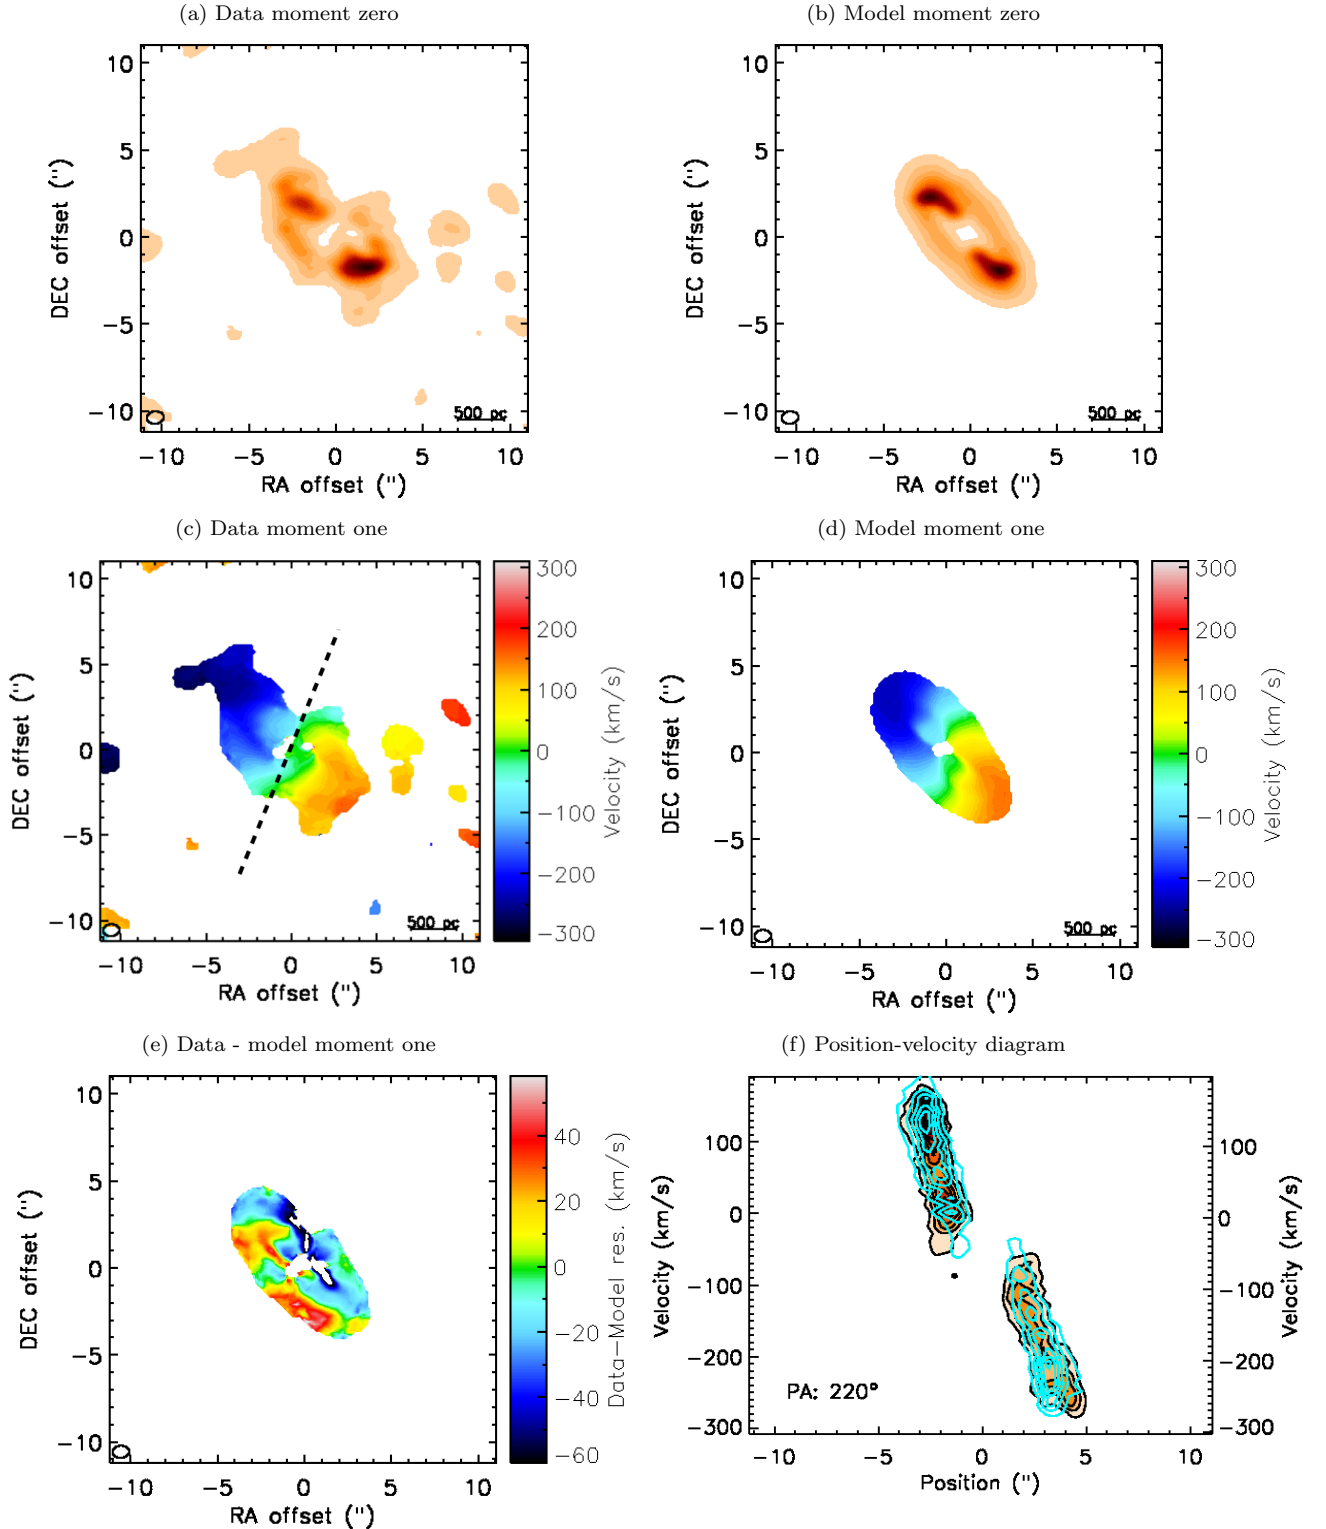 (a) Data moment zero
(b) Model moment zero
10
5
0
−5
−10
DEC offset (")
500 pc
−10 −5 0 5 10
RA offset (")
10
5
0
−5
−10
DEC offset (")
500 pc
−10 −5 0 5 10
RA offset (")
(c) Data moment one
(d) Model moment one
10
5
0
−5
−10
DEC offset (")
500 pc
−10 −5 0 5 10
RA offset (")
300
200
100
0
−100
−200
−300
Velocity (km/s)
10
5
0
−5
−10
DEC offset (")
500 pc
−10 −5 0 5 10
RA offset (")
300
200
100
0
−100
−200
−300
Velocity (km/s)
(e) Data - model moment one
(f) Position-velocity diagram
10
5
0
−5
−10
DEC offset (")
−10 −5 0 5 10
RA offset (")
40
20
0
−20
−40
−60
Data−Model res. (km/s)
100
0
−100
−200
−300
Velocity (km/s)
PA: 220°
−10 −5 0 5 10
Position (")
100
0
−100
−200
−300
Velocity (km/s)